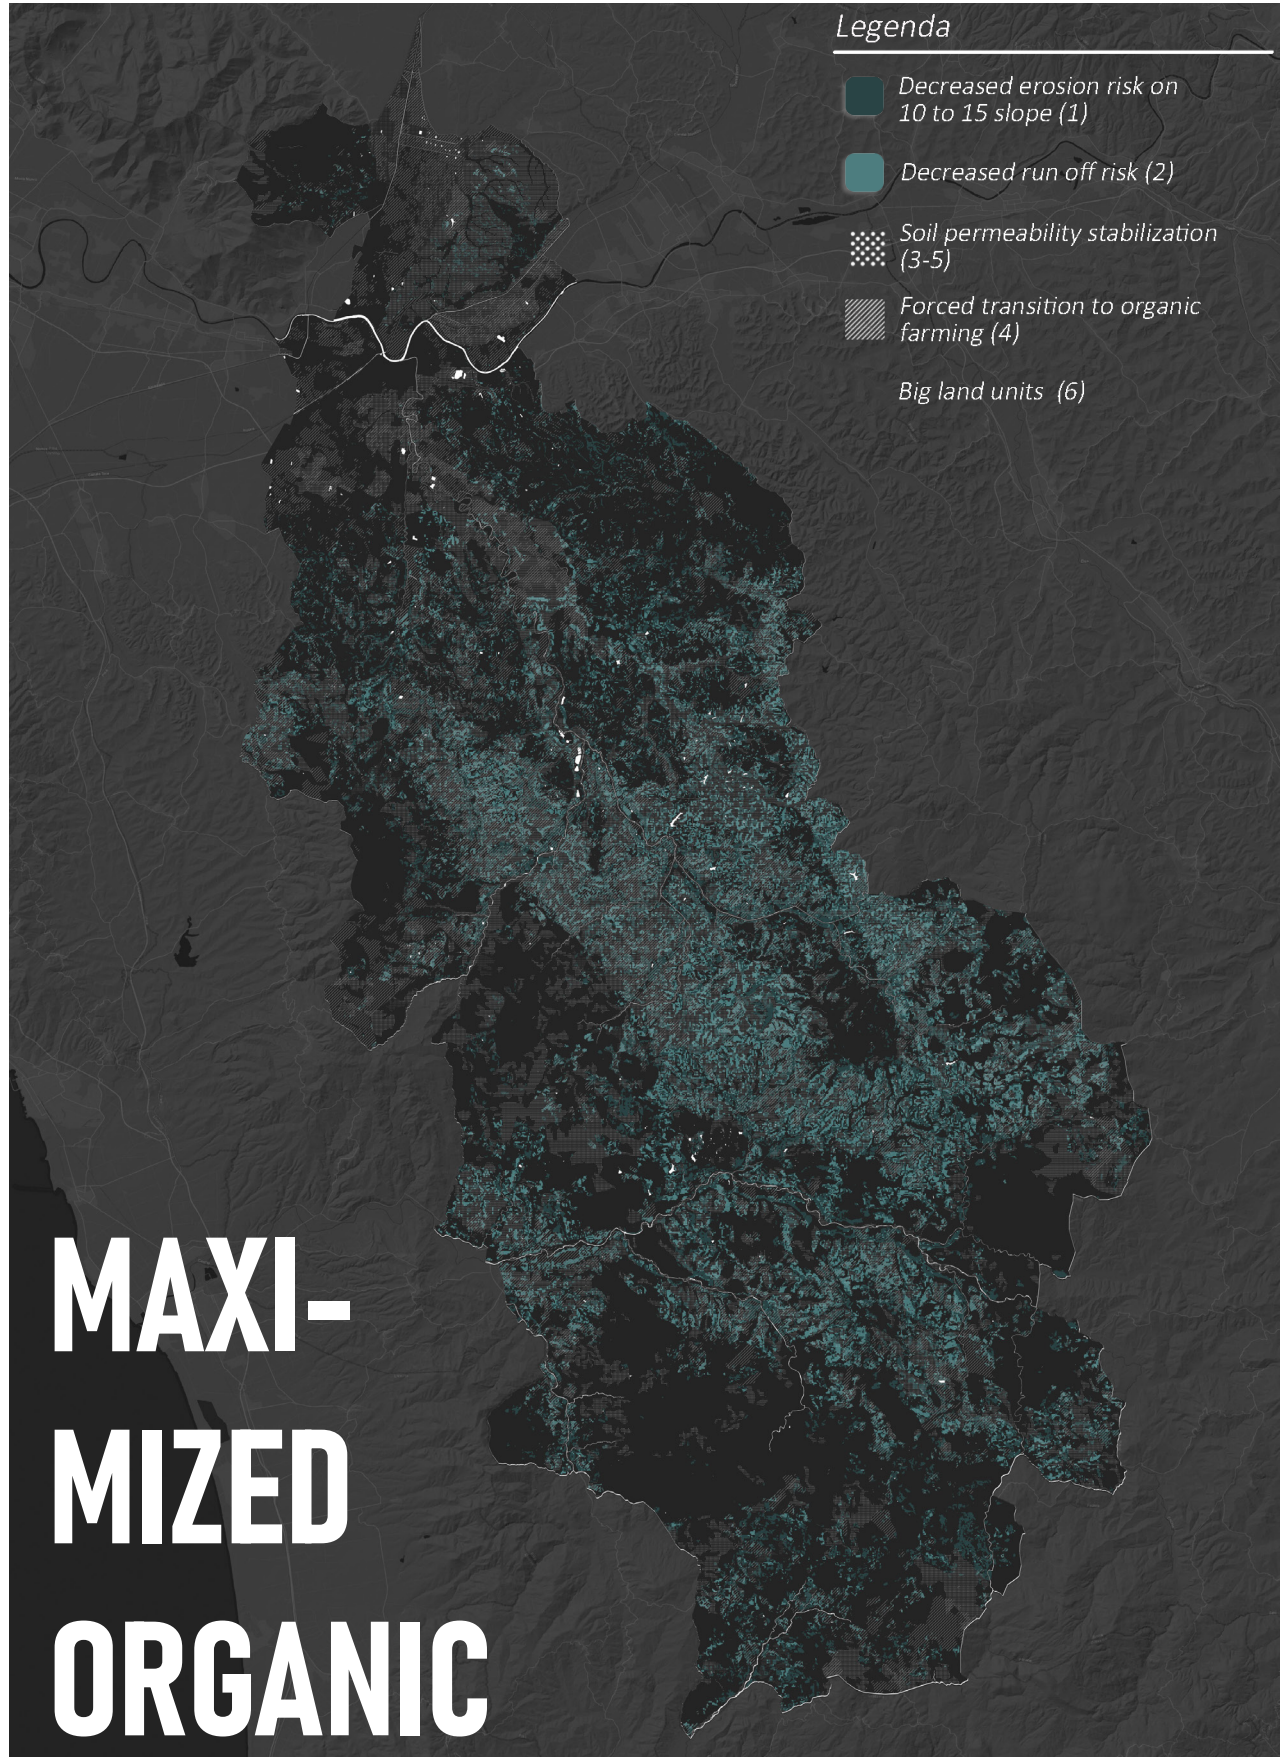 Legenda
Decreased erosion risk on
10 to 15 slope (1)
Decreased run off risk (2)
Soil permeability stabilization
(3-5)
Forced transition to organic
farming (4)
Big land units (6)
MAXI-
MIZED
ORGANIC